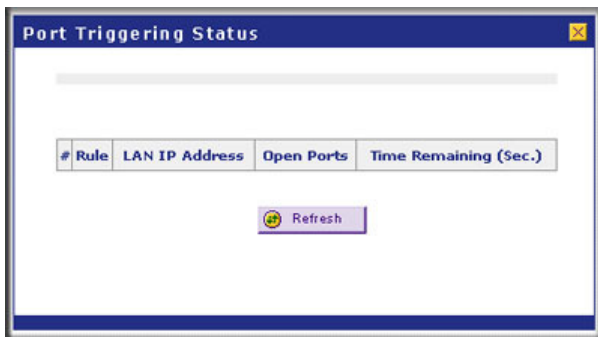 Port Triggering Status
# Rule LAN IP Address Open Ports Time Remaining (Sec.)
Refresh